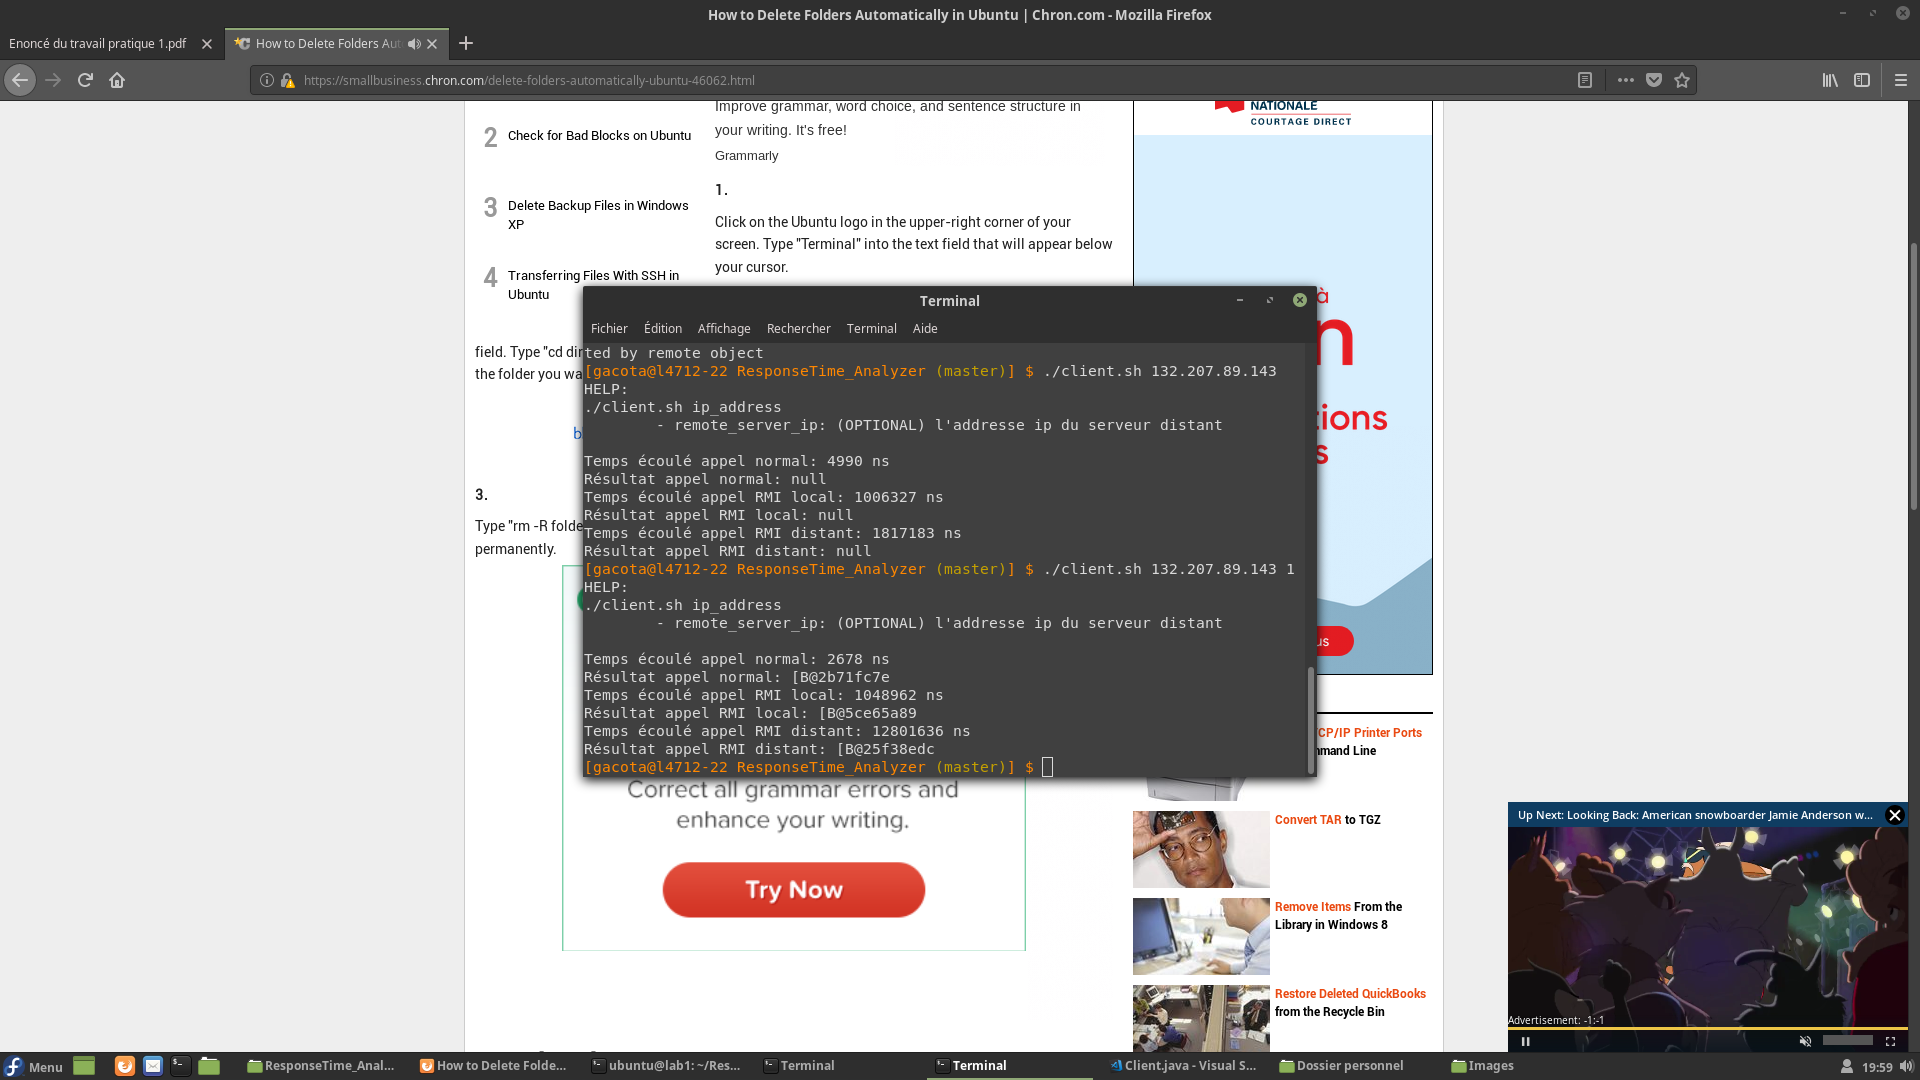 How to Delete Folders Automatically in Ubuntu | Chron.com - Mozilla Firefox
Enoncé du travail pratique 1.pdf
How to Delete Folders Aut
https://smallbusiness.chron.com/delete-folders-automatically-ubuntu-46062.html
2 Check for Bad Blocks on Ubuntu
3 Delete Backup Files in Windows
XP
4 Transferring Files With SSH in
Ubuntu
Improve grammar, word choice, and sentence structure in
your writing. It's free!
Grammarly
1.
Click on the Ubuntu logo in the upper-right corner of your
screen. Type "Terminal" into the text field that will appear below
your cursor.
field. Type "cd dir
the folder you wa
b
3.
Type "rm -R folde
permanently.
Terminal
Fichier Édition Affichage Rechercher Terminal Aide
ted by remote object
[gacota@l4712-22 ResponseTime_Analyzer (master)] $ ./client.sh 132.207.89.143
HELP:
./client.sh ip_address
- remote_server_ip: (OPTIONAL) l'addresse ip du serveur distant
Temps écoulé appel normal: 4990 ns
Résultat appel normal: null
Temps écoulé appel RMI local: 1006327 ns
Résultat appel RMI local: null
Temps écoulé appel RMI distant: 1817183 ns
Résultat appel RMI distant: null
[gacota@l4712-22 ResponseTime_Analyzer (master)] $ ./client.sh 132.207.89.143 1
HELP:
./client.sh ip_address
- remote_server_ip: (OPTIONAL) l'addresse ip du serveur distant
Temps écoulé appel normal: 2678 ns
Résultat appel normal: [B@2b71fc7e
Temps écoulé appel RMI local: 1048962 ns
Résultat appel RMI local: [B@5ce65a89
Temps écoulé appel RMI distant: 12801636 ns
Résultat appel RMI distant: [B@25f38edc
[gacota@l4712-22 ResponseTime_Analyzer (master)] $
Correct all grammar errors and
enhance your writing.
Try Now
NATIONALE
COURTAGE DIRECT
à
n
tions
s
us
CP/IP Printer Ports
mmand Line
Convert TAR to TGZ
Remove Items From the
Library in Windows 8
Restore Deleted QuickBooks
from the Recycle Bin
Up Next: Looking Back: American snowboarder Jamie Anderson w...
Advertisement: -1:-1
Menu
ResponseTime_Anal...
How to Delete Folde...
ubuntu@lab1: ~/Res...
Terminal
Terminal
Client.java - Visual S...
Dossier personnel
Images
19:59